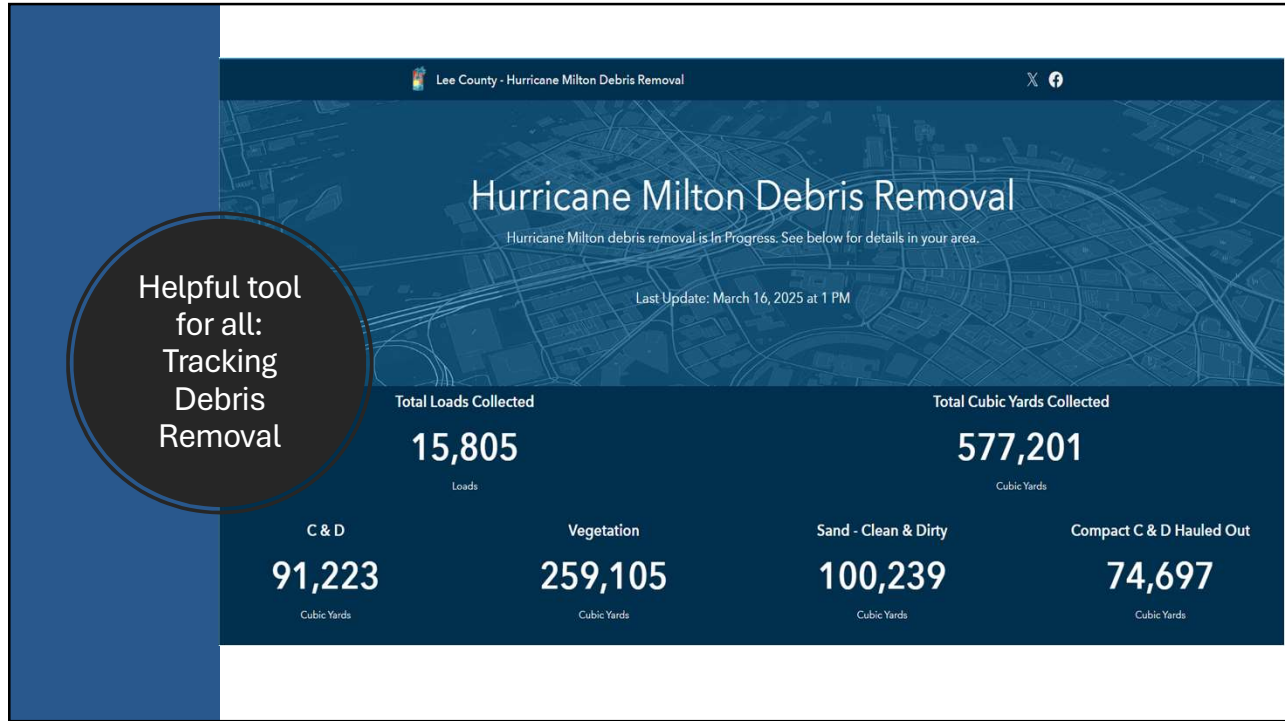 Lee County - Hurricane Milton Debris Removal
Hurricane Milton Debris Removal
Hurricane Milton debris removal is In Progress. See below for details in your area.
Last Update: March 16, 2025 at 1 PM
Helpful tool
for all:
Tracking
Debris
Removal
Total Loads Collected
15,805
Loads
Total Cubic Yards Collected
577,201
Cubic Yards
C & D
91,223
Cubic Yards
Vegetation
259,105
Cubic Yards
Sand - Clean & Dirty
100,239
Cubic Yards
Compact C & D Hauled Out
74,697
Cubic Yards